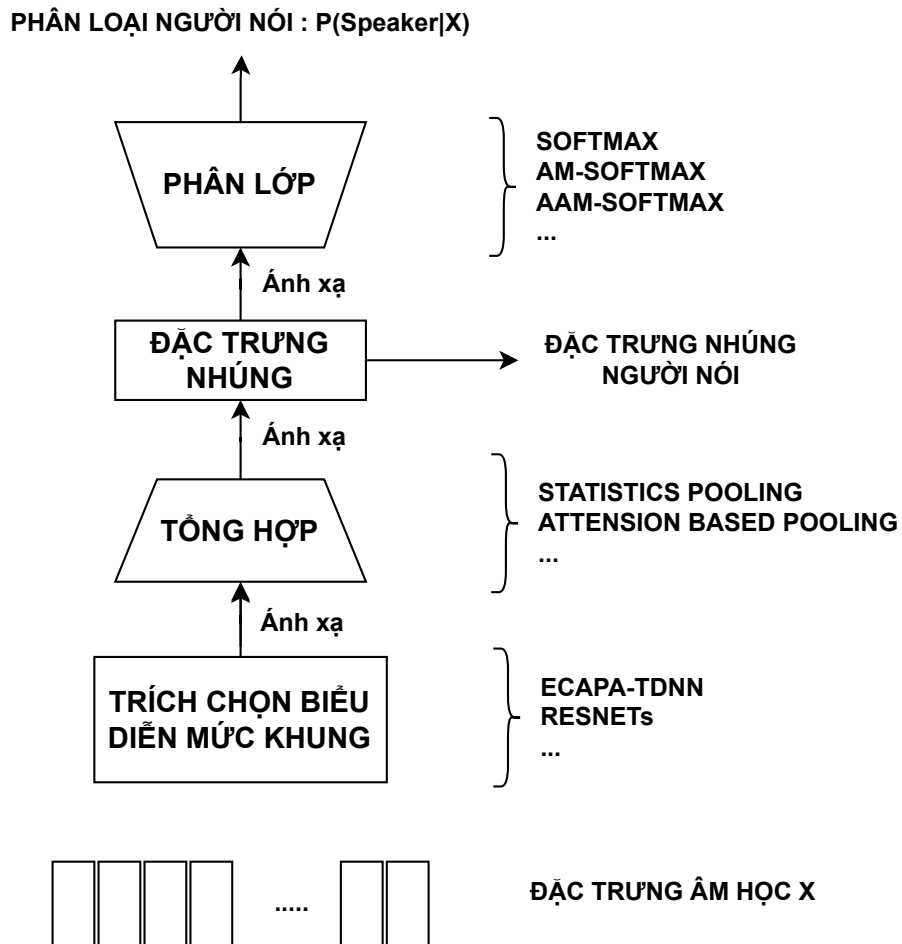 PHÂN LOẠI NGƯỜI NÓI : P(Speaker|X)
PHÂN LỚP
SOFTMAX
AM-SOFTMAX
AAM-SOFTMAX
...
Ánh xạ
ĐẶC TRƯNG
NHÚNG
ĐẶC TRƯNG NHÚNG
NGƯỜI NÓI
Ánh xạ
TỔNG HỢP
STATISTICS POOLING
ATTENSION BASED POOLING
...
Ánh xạ
TRÍCH CHỌN BIỂU
DIỄN MỨC KHUNG
ECAPA-TDNN
RESNETs
...
.....
ĐẶC TRƯNG ÂM HỌC X